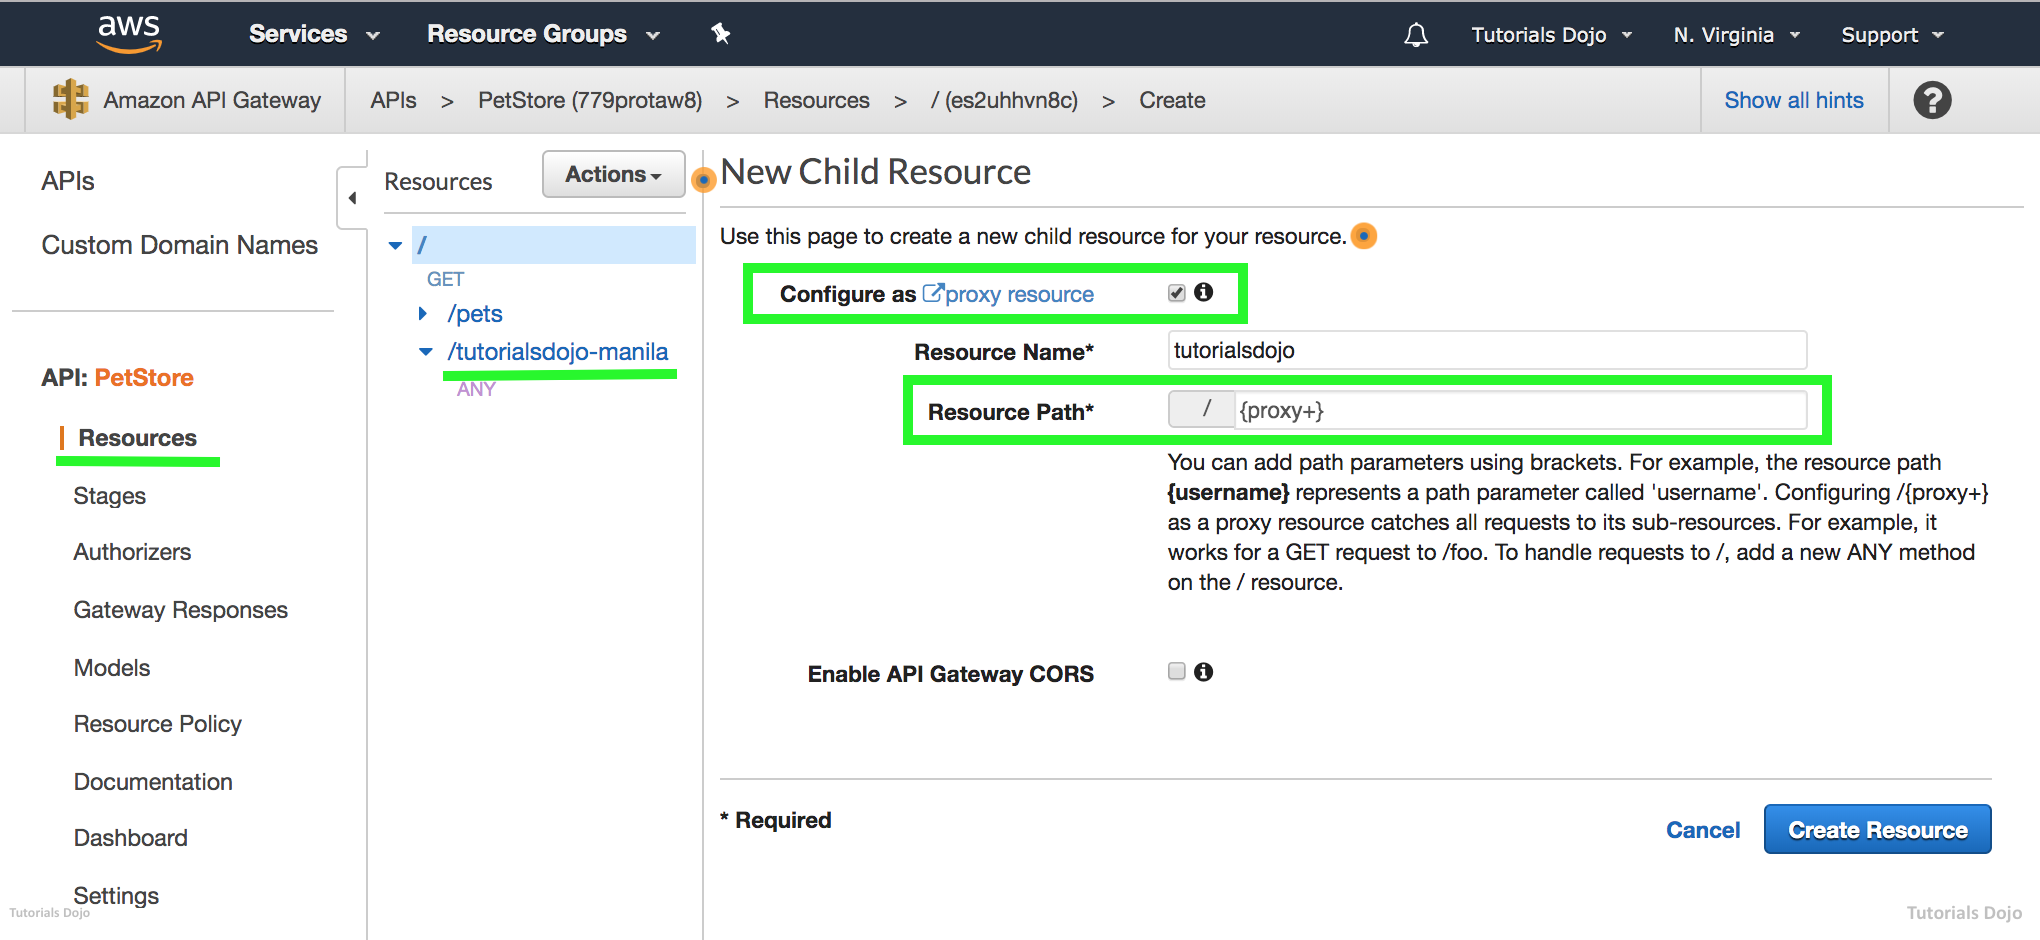 aws Services Resource Groups Tutorials Dojo N. Virginia Support
Amazon API Gateway APIs > PetStore (779protaw8) > Resources > / (es2uhhvn8c) > Create Show all hints ?
APIs
Custom Domain Names
API: PetStore
Resources
Stages
Authorizers
Gateway Responses
Models
Resource Policy
Documentation
Dashboard
Settings
Resources Actions
/
GET
/pets
/tutorialsdojo-manila
ANY
New Child Resource
Use this page to create a new child resource for your resource.
Configure as proxy resource
Resource Name* tutorialsdojo
Resource Path* / {proxy+}
You can add path parameters using brackets. For example, the resource path
{username} represents a path parameter called 'username'. Configuring /{proxy+}
as a proxy resource catches all requests to its sub-resources. For example, it
works for a GET request to /foo. To handle requests to /, add a new ANY method
on the / resource.
Enable API Gateway CORS
* Required
Cancel Create Resource
Tutorials Dojo
Tutorials Dojo